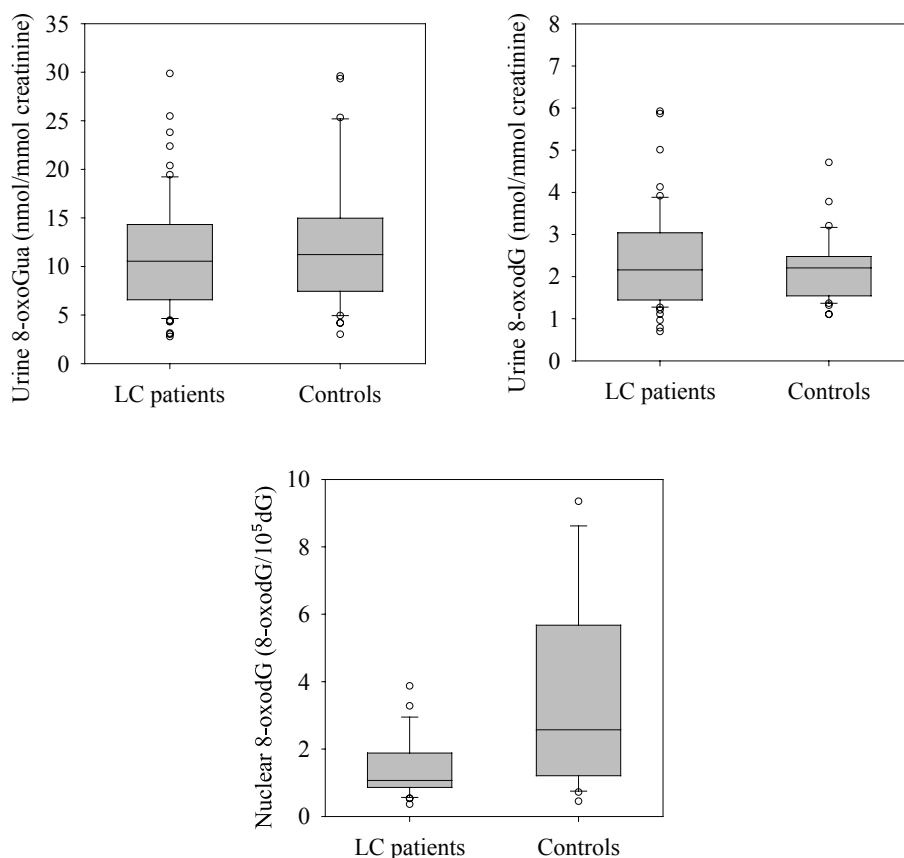 Urine 8-oxoGua (nmol/mmol creatinine)
35
30
25
20
15
10
5
0
LC patients
Controls
Urine 8-oxodG (nmol/mmol creatinine)
8
7
6
5
4
3
2
1
0
LC patients
Controls
Nuclear 8-oxodG (8-oxodG/10⁵dG)
10
8
6
4
2
0
LC patients
Controls